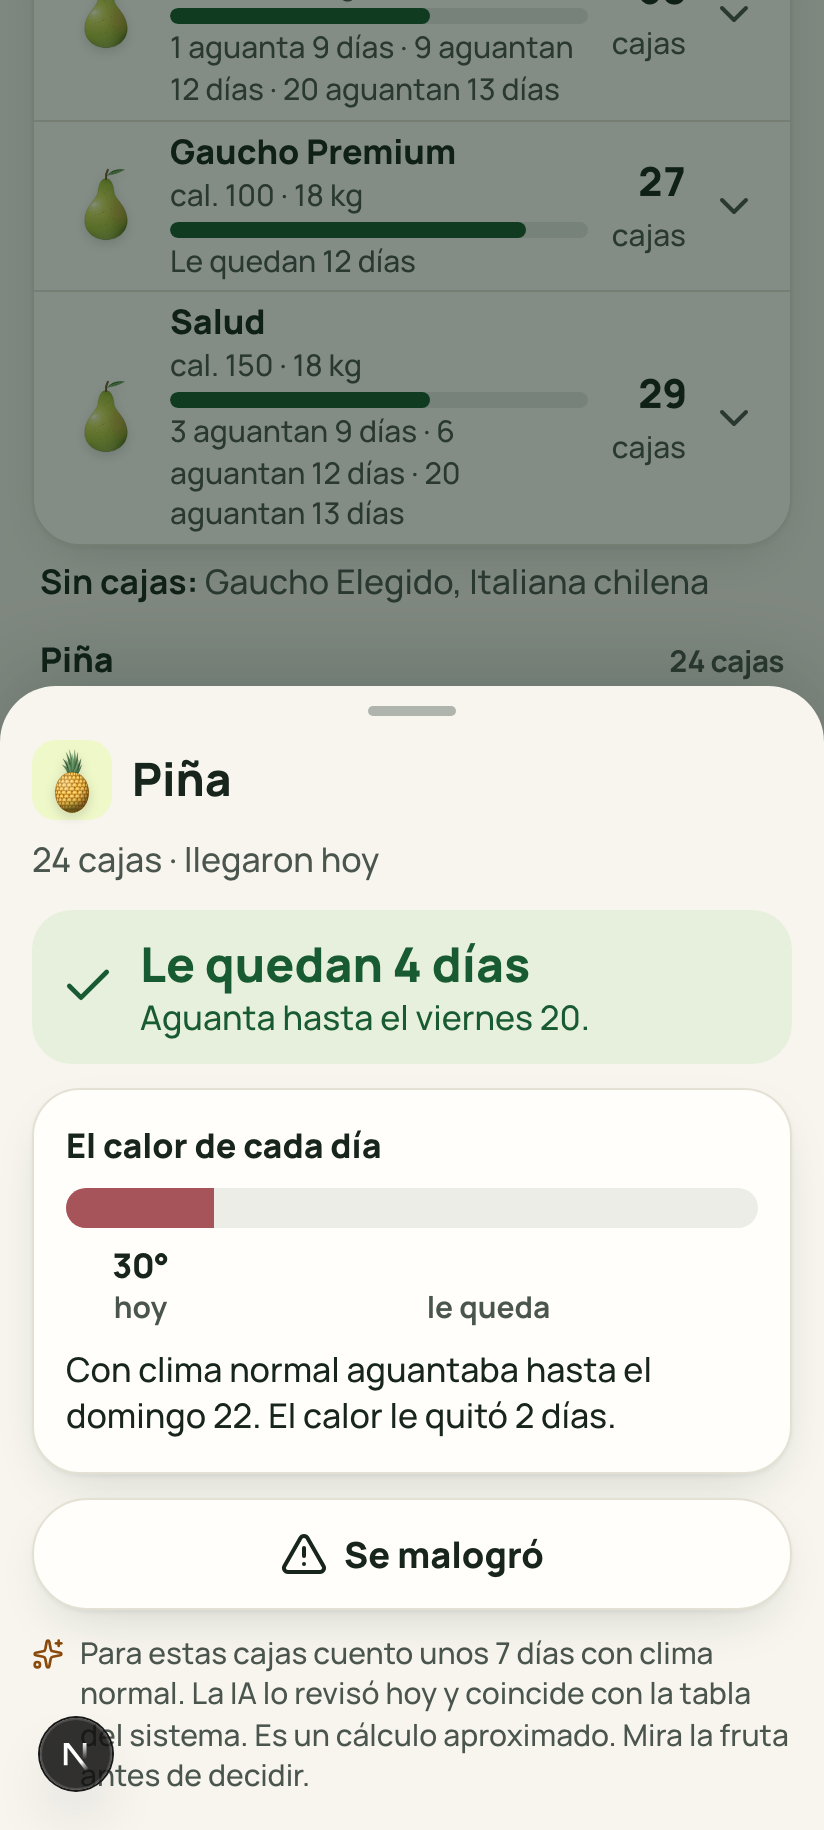 1 aguanta 9 días · 9 aguantan
12 días · 20 aguantan 13 días
cajas
Gaucho Premium
cal. 100 · 18 kg
Le quedan 12 días
27
cajas
Salud
cal. 150 · 18 kg
3 aguantan 9 días · 6
aguantan 12 días · 20
aguantan 13 días
29
cajas
Sin cajas: Gaucho Elegido, Italiana chilena
Piña
24 cajas
Piña
24 cajas · llegaron hoy
Le quedan 4 días
Aguanta hasta el viernes 20.
El calor de cada día
30°
hoy
le queda
Con clima normal aguantaba hasta el
domingo 22. El calor le quitó 2 días.
Se malogró
Para estas cajas cuento unos 7 días con clima
normal. La IA lo revisó hoy y coincide con la tabla
del sistema. Es un cálculo aproximado. Mira la fruta
antes de decidir.
N